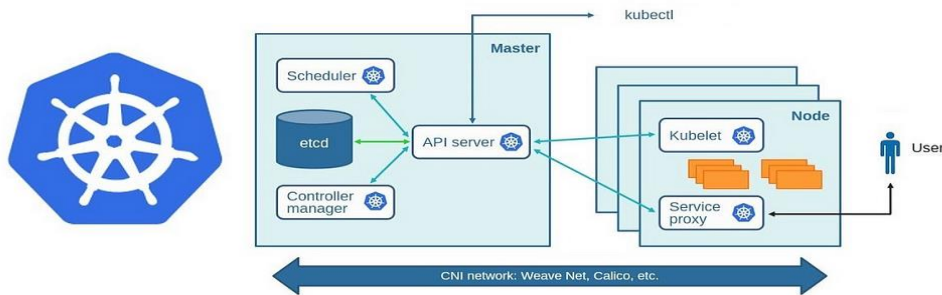 kubectl
Master
Scheduler
etcd
API server
Controller
manager
Node
Kubelet
Service
proxy
User
CNI network: Weave Net, Calico, etc.